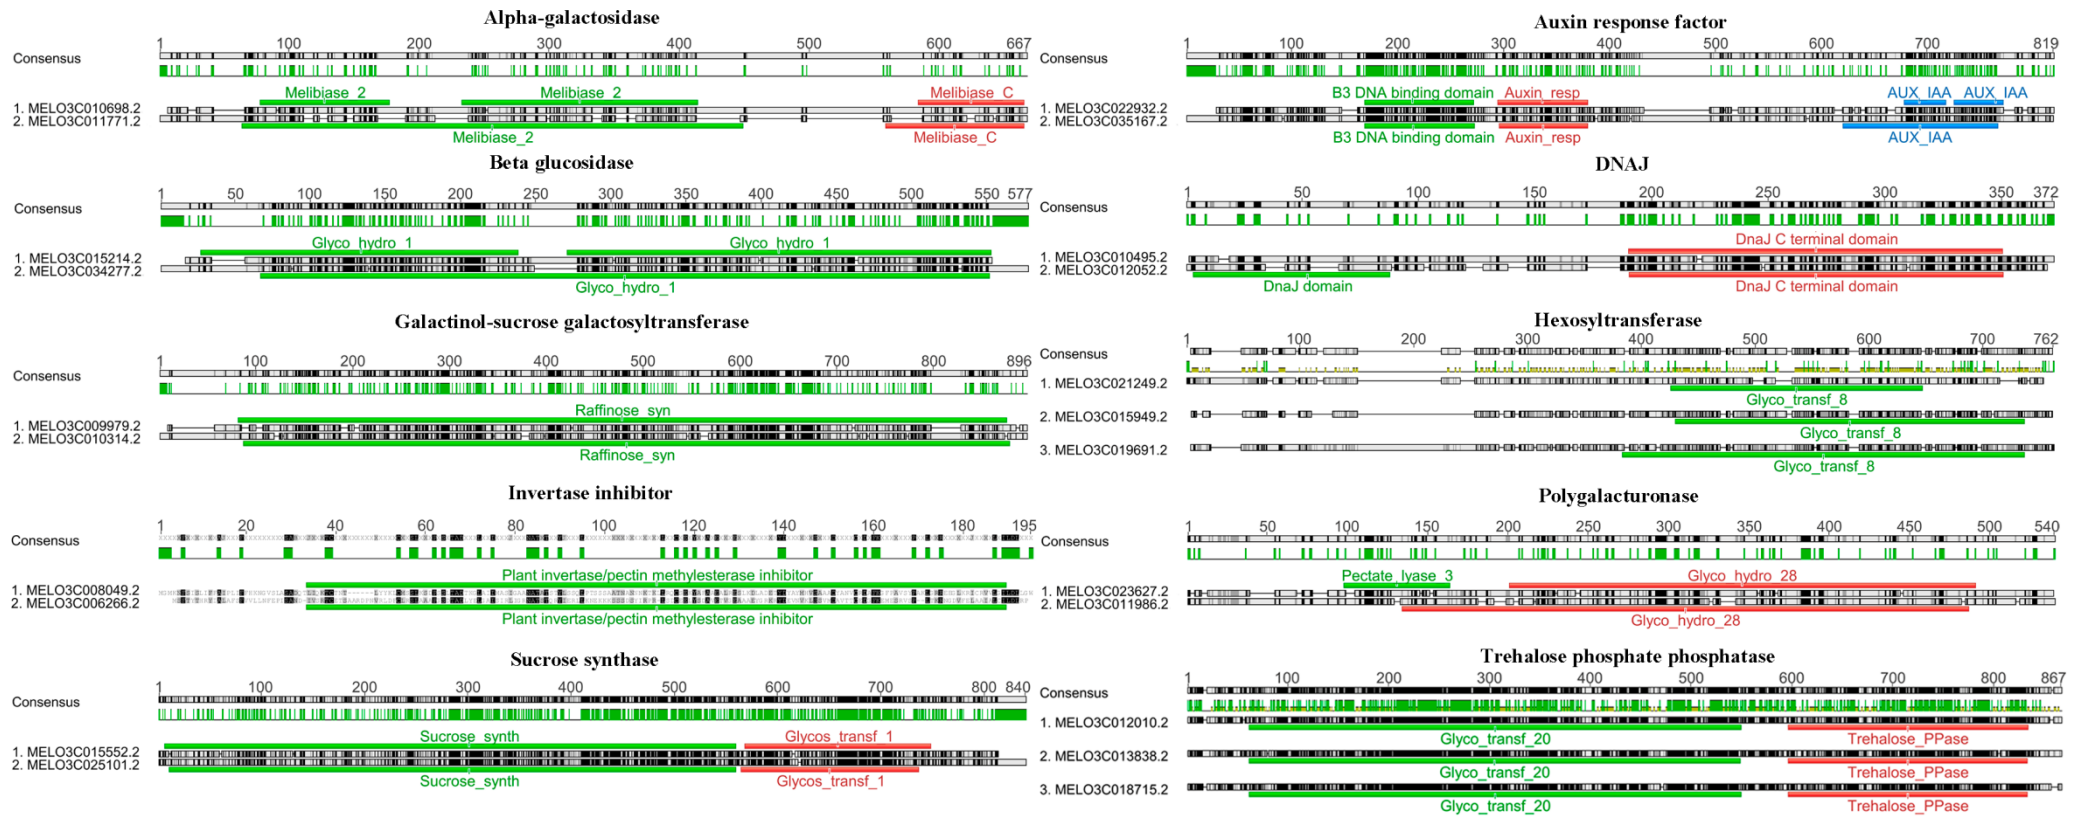 Alpha-galactosidase
1 100 200 300 400 500 600 667
Consensus
Melibiase_2 Melibiase_2 Melibiase_C
1. MELO3C010698.2
2. MELO3C011771.2
Melibiase_2 Melibiase_C
Beta glucosidase
1 50 100 150 200 250 300 350 400 450 500 550 577
Consensus
Glyco_hydro_1 Glyco_hydro_1
1. MELO3C015214.2
2. MELO3C034277.2
Glyco_hydro_1
Galactinol-sucrose galactosyltransferase
1 100 200 300 400 500 600 700 800 896
Consensus
Raffinose_syn
1. MELO3C009979.2
2. MELO3C010314.2
Raffinose_syn
Invertase inhibitor
1 20 40 60 80 100 120 140 160 180 195
Consensus
Plant invertase/pectin methylesterase inhibitor
1. MELO3C008049.2
2. MELO3C006266.2
Plant invertase/pectin methylesterase inhibitor
Sucrose synthase
1 100 200 300 400 500 600 700 800 840
Consensus
Sucrose_synth Glycos_transf_1
1. MELO3C015552.2
2. MELO3C025101.2
Sucrose_synth Glycos_transf_1
Auxin response factor
1 100 200 300 400 500 600 700 819
Consensus
B3 DNA binding domain Auxin_resp AUX_IAA AUX_IAA
1. MELO3C022932.2
2. MELO3C035167.2
B3 DNA binding domain Auxin_resp AUX_IAA
DNAJ
1 50 100 150 200 250 300 350 372
Consensus
DnaJ C terminal domain
1. MELO3C010495.2
2. MELO3C012052.2
DnaJ domain DnaJ C terminal domain
Hexosyltransferase
1 100 200 300 400 500 600 700 762
Consensus
1. MELO3C021249.2
Glyco_transf_8
2. MELO3C015949.2
Glyco_transf_8
3. MELO3C019691.2
Glyco_transf_8
Polygalacturonase
1 50 100 150 200 250 300 350 400 450 500 540
Consensus
Pectate_lyase_3 Glyco_hydro_28
1. MELO3C023627.2
2. MELO3C011986.2
Glyco_hydro_28
Trehalose phosphate phosphatase
1 100 200 300 400 500 600 700 800 867
Consensus
1. MELO3C012010.2
Glyco_transf_20 Trehalose_PPase
2. MELO3C013838.2
Glyco_transf_20 Trehalose_PPase
3. MELO3C018715.2
Glyco_transf_20 Trehalose_PPase